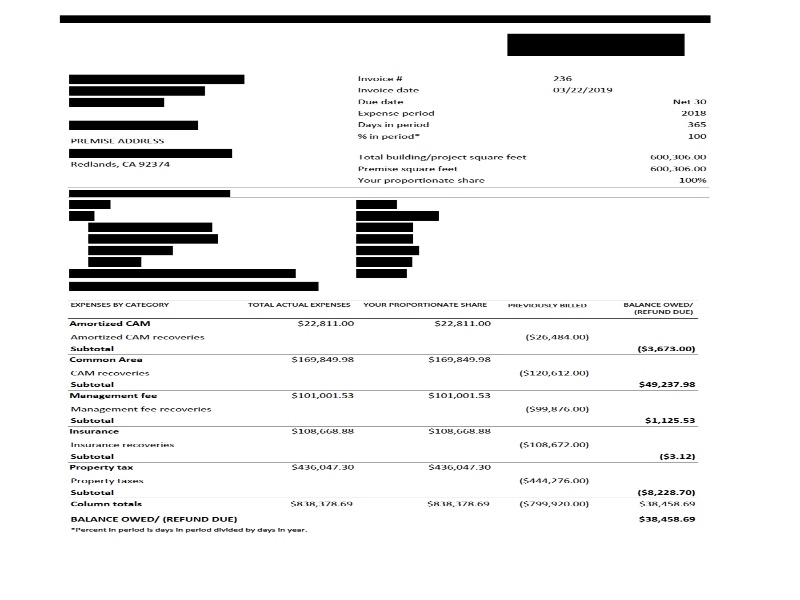 Invoice # 236
Invoice date 03/22/2019
Due date Net 30
Expense period 2018
Days in period 365
PREMISE ADDRESS
% in period* 100
Redlands, CA 92374
Total building/project square feet 600,306.00
Premise square feet 600,306.00
Your proportionate share 100%
EXPENSES BY CATEGORY TOTAL ACTUAL EXPENSES YOUR PROPORTIONATE SHARE PREVIOUSLY BILLED BALANCE OWED/ (REFUND DUE)
Amortized CAM $22,811.00 $22,811.00
Amortized CAM recoveries ($26,484.00)
Subtotal ($3,673.00)
Common Area $169,849.98 $169,849.98
CAM recoveries ($120,612.00)
Subtotal $49,237.98
Management fee $101,001.53 $101,001.53
Management fee recoveries ($99,876.00)
Subtotal $1,125.53
Insurance $108,668.88 $108,668.88
Insurance recoveries ($108,672.00)
Subtotal ($3.12)
Property tax $436,047.30 $436,047.30
Property taxes ($444,276.00)
Subtotal ($8,228.70)
Column totals $838,378.69 $838,378.69 ($799,920.00) $38,458.69
BALANCE OWED/ (REFUND DUE) $38,458.69
*Percent in period is days in period divided by days in year.